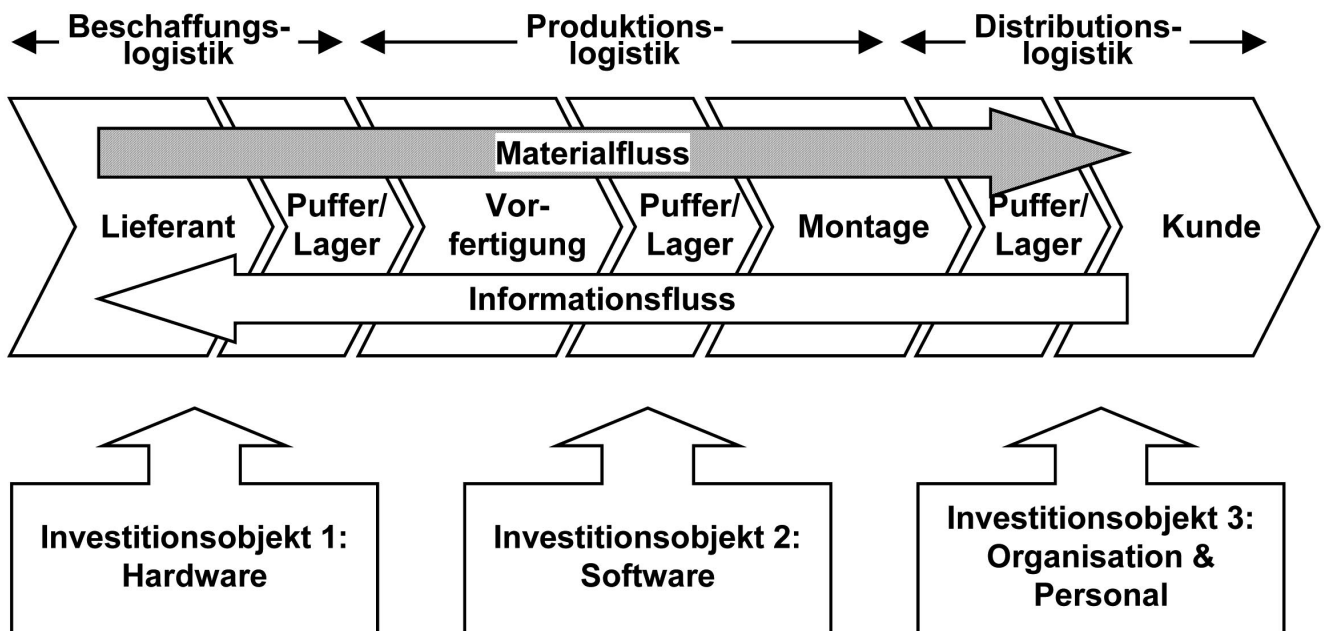 Beschaffungs-
logistik
Produktions-
logistik
Distributions-
logistik
Materialfluss
Lieferant
Puffer/
Lager
Vor-
fertigung
Puffer/
Lager
Montage
Puffer/
Lager
Kunde
Informationsfluss
Investitionsobjekt 1:
Hardware
Investitionsobjekt 2:
Software
Investitionsobjekt 3:
Organisation &
Personal